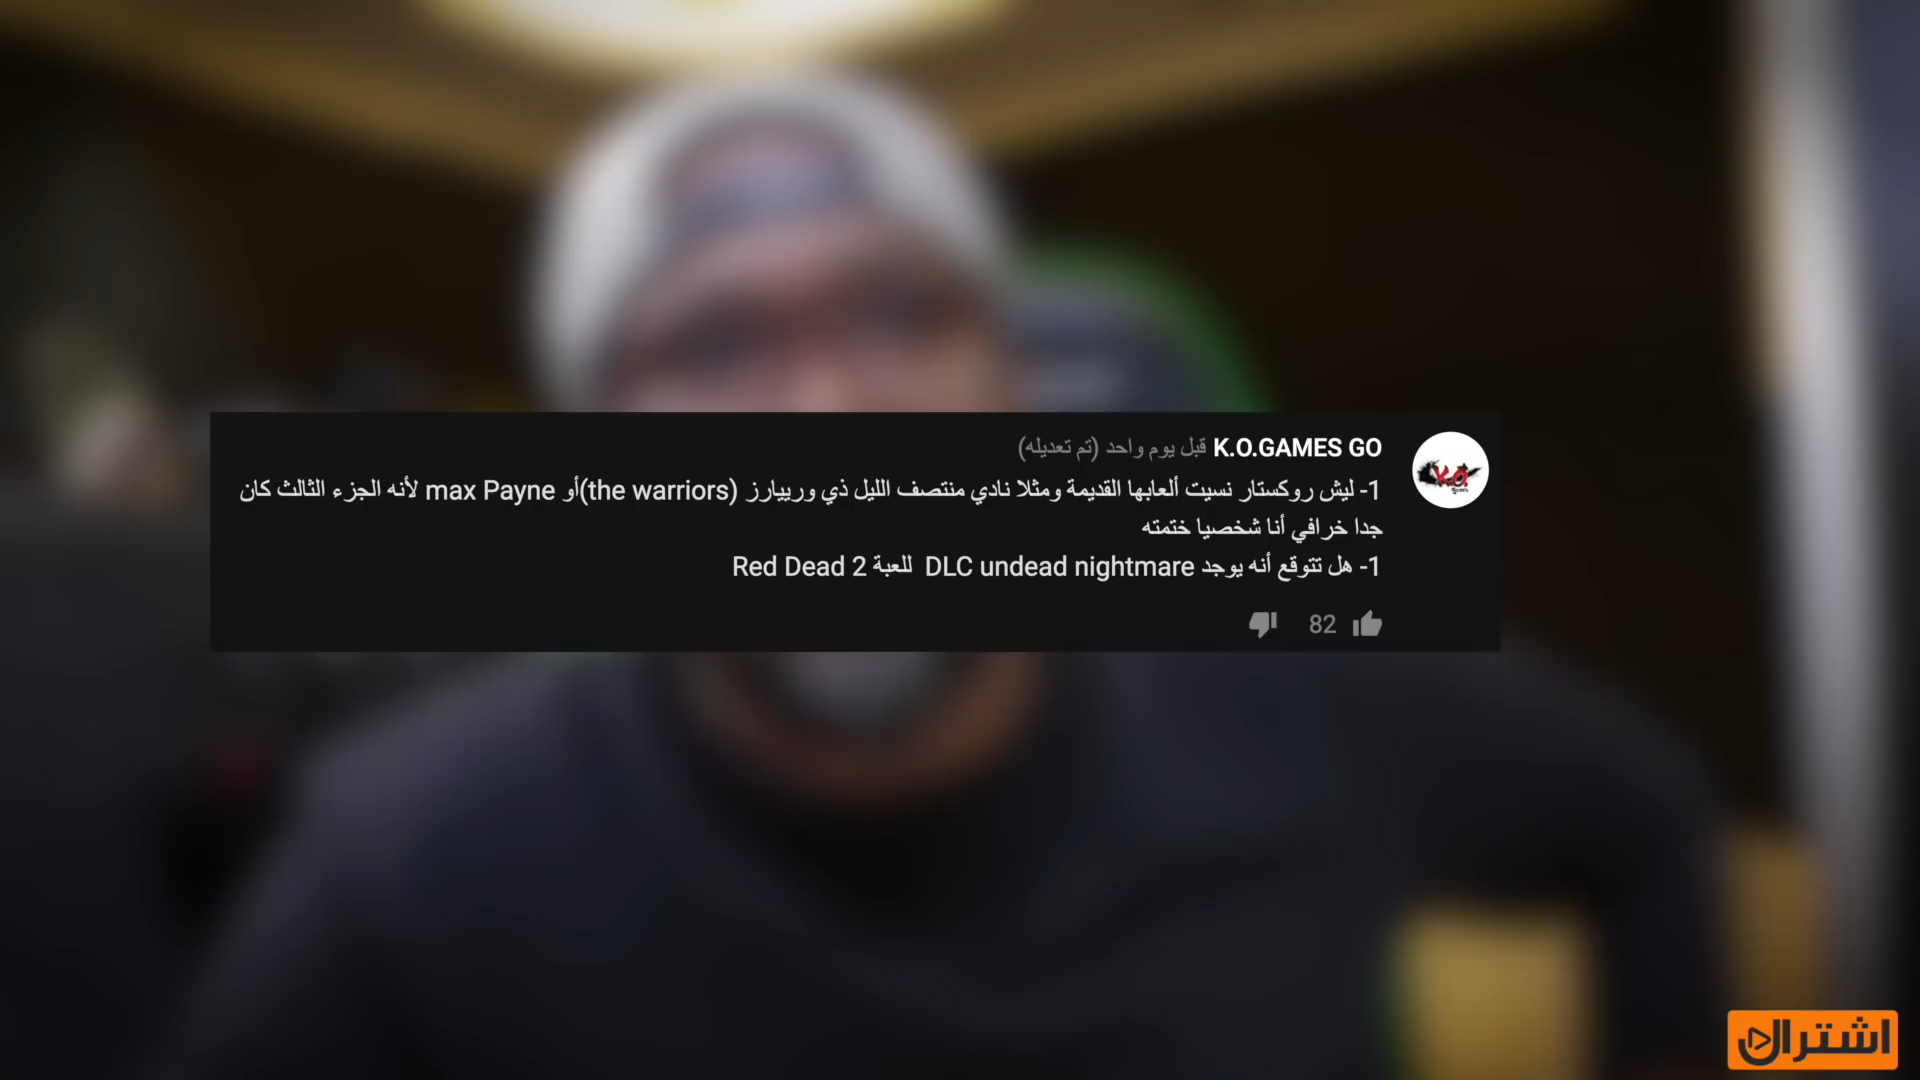 K.O.GAMES GO قبل يوم واحد (تم تعديله)
1- ليش روكستار نسيت ألعابها القديمة ومثلا نادي منتصف الليل ذي وورييارز (the warriors)أو max Payne لأنه الجزء الثالث كان
جدا خرافي أنا شخصيا ختمته
1- هل تتوقع أنه يوجد DLC undead nightmare للعبة Red Dead 2
82
K.O
اشترك